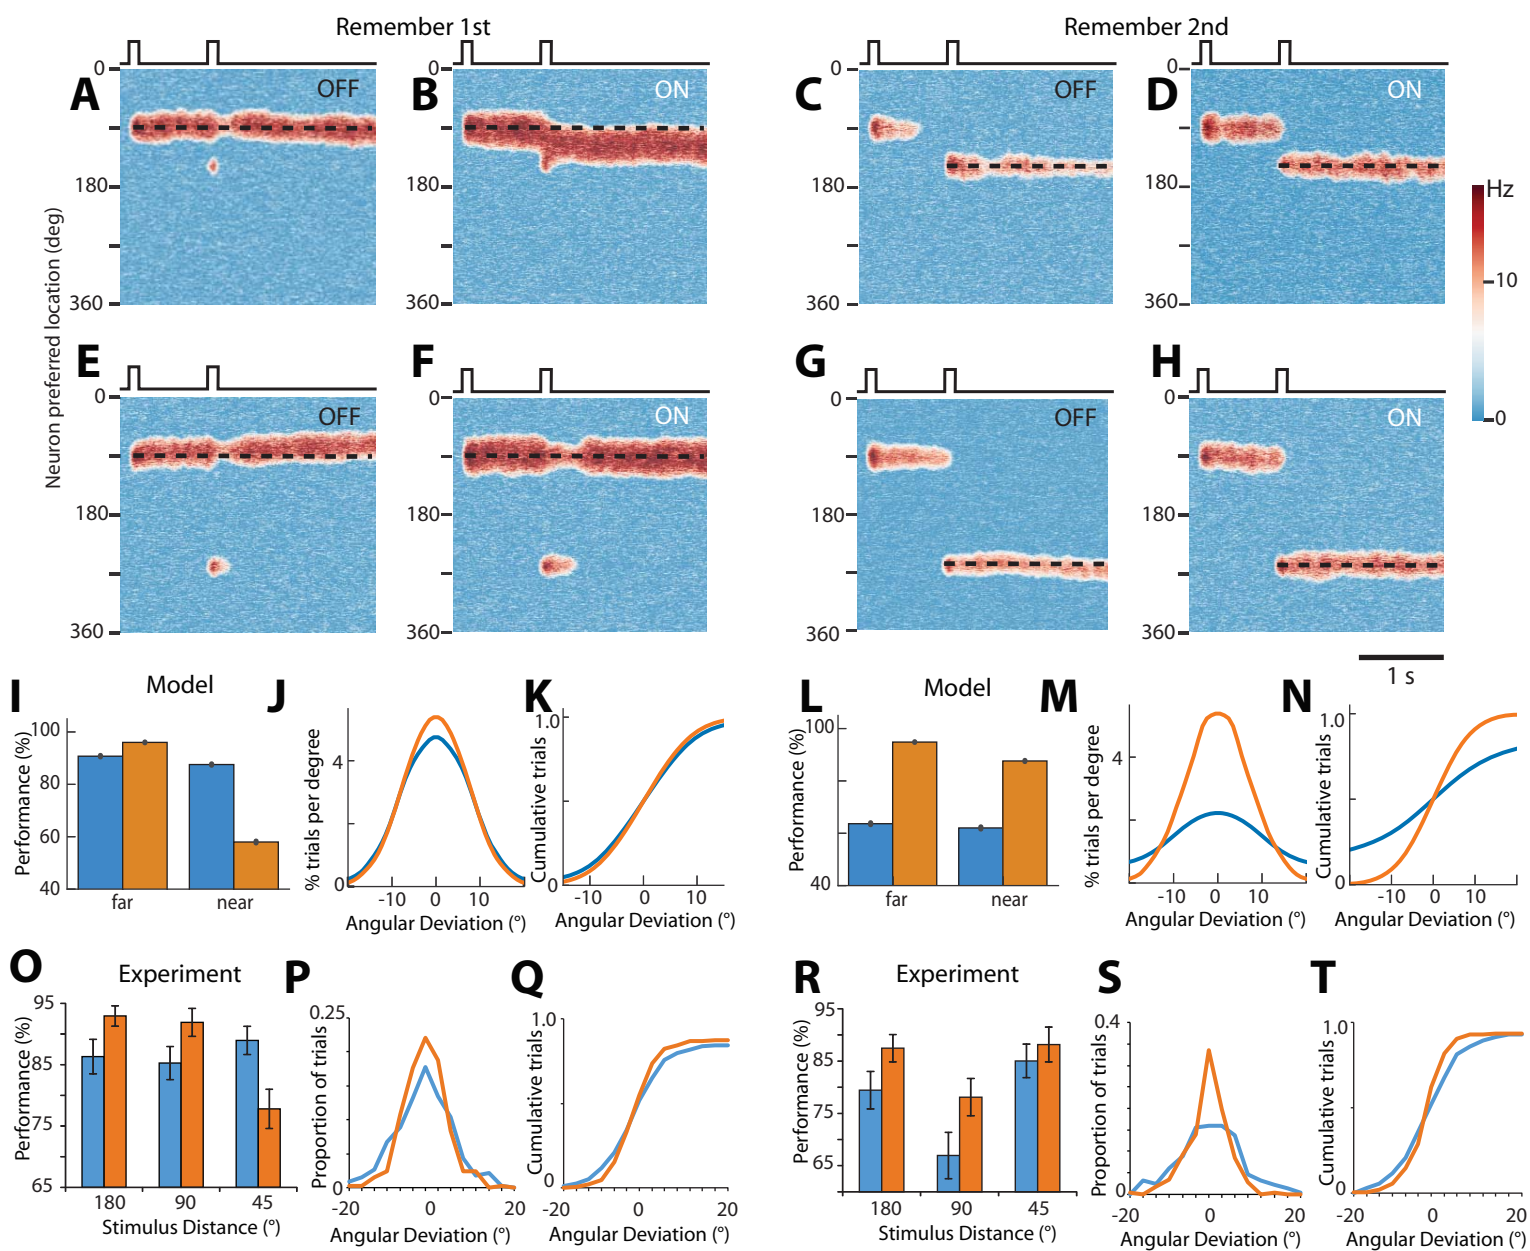 Remember 1st
Remember 2nd
A
0
180
360
OFF
B
0
180
360
ON
C
0
180
360
OFF
D
0
180
360
ON
Hz
10
0
Neuron preferred location (deg)
E
0
180
360
OFF
F
0
180
360
ON
G
0
180
360
OFF
H
0
180
360
ON
1 s
I
Model
Performance (%)
100
80
60
40
far near
J
% trials per degree
4
0
-10 0 10
Angular Deviation (°)
K
Cumulative trials
1.0
0
-10 0 10
Angular Deviation (°)
L
Model
Performance (%)
100
40
far near
M
% trials per degree
4
-10 0 10
Angular Deviation (°)
N
Cumulative trials
1.0
0
-10 0 10
Angular Deviation (°)
O
Experiment
Performance (%)
95
85
75
65
180 90 45
Stimulus Distance (°)
P
Proportion of trials
0.25
0
-20 0 20
Angular Deviation (°)
Q
Cumulative trials
1.0
0
-20 0 20
Angular Deviation (°)
R
Experiment
Performance (%)
95
85
75
65
180 90 45
Stimulus Distance (°)
S
Proportion of trials
0.4
0
-20 0 20
Angular Deviation (°)
T
Cumulative trials
1.0
0
-20 0 20
Angular Deviation (°)